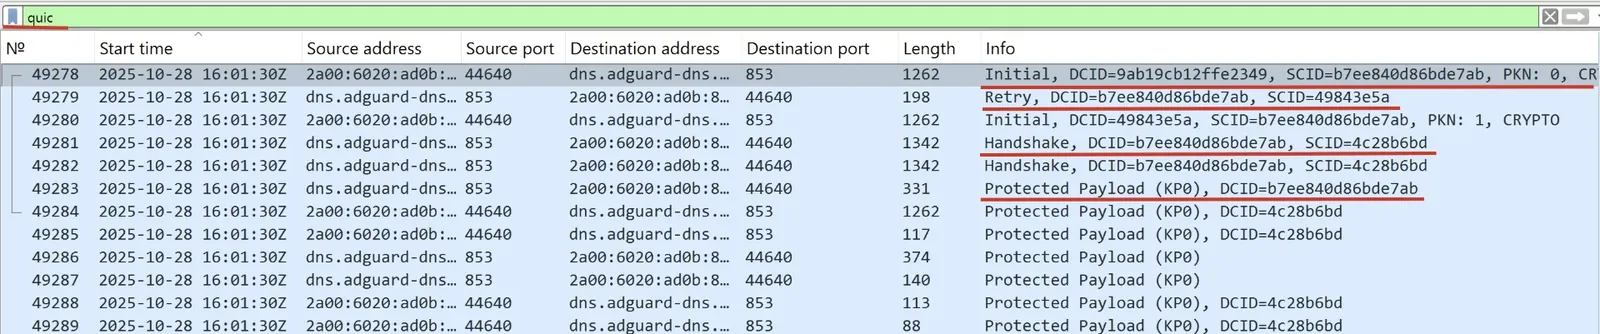 quic
№ Start time Source address Source port Destination address Destination port Length Info
49278 2025-10-28 16:01:30Z 2a00:6020:ad0b:… 44640 dns.adguard-dns.… 853 1262 Initial, DCID=9ab19cb12ffe2349, SCID=b7ee840d86bde7ab, PKN: 0, CR
49279 2025-10-28 16:01:30Z dns.adguard-dns… 853 2a00:6020:ad0b:8… 44640 198 Retry, DCID=b7ee840d86bde7ab, SCID=49843e5a
49280 2025-10-28 16:01:30Z 2a00:6020:ad0b:… 44640 dns.adguard-dns.… 853 1262 Initial, DCID=49843e5a, SCID=b7ee840d86bde7ab, PKN: 1, CRYPTO
49281 2025-10-28 16:01:30Z dns.adguard-dns… 853 2a00:6020:ad0b:8… 44640 1342 Handshake, DCID=b7ee840d86bde7ab, SCID=4c28b6bd
49282 2025-10-28 16:01:30Z dns.adguard-dns… 853 2a00:6020:ad0b:8… 44640 1342 Handshake, DCID=b7ee840d86bde7ab, SCID=4c28b6bd
49283 2025-10-28 16:01:30Z dns.adguard-dns… 853 2a00:6020:ad0b:8… 44640 331 Protected Payload (KP0), DCID=b7ee840d86bde7ab
49284 2025-10-28 16:01:30Z 2a00:6020:ad0b:… 44640 dns.adguard-dns.… 853 1262 Protected Payload (KP0), DCID=4c28b6bd
49285 2025-10-28 16:01:30Z 2a00:6020:ad0b:… 44640 dns.adguard-dns.… 853 117 Protected Payload (KP0), DCID=4c28b6bd
49286 2025-10-28 16:01:30Z dns.adguard-dns… 853 2a00:6020:ad0b:8… 44640 374 Protected Payload (KP0)
49287 2025-10-28 16:01:30Z dns.adguard-dns… 853 2a00:6020:ad0b:8… 44640 140 Protected Payload (KP0)
49288 2025-10-28 16:01:30Z 2a00:6020:ad0b:… 44640 dns.adguard-dns.… 853 113 Protected Payload (KP0), DCID=4c28b6bd
49289 2025-10-28 16:01:30Z 2a00:6020:ad0b:… 44640 dns.adguard-dns.… 853 88 Protected Payload (KP0), DCID=4c28b6bd